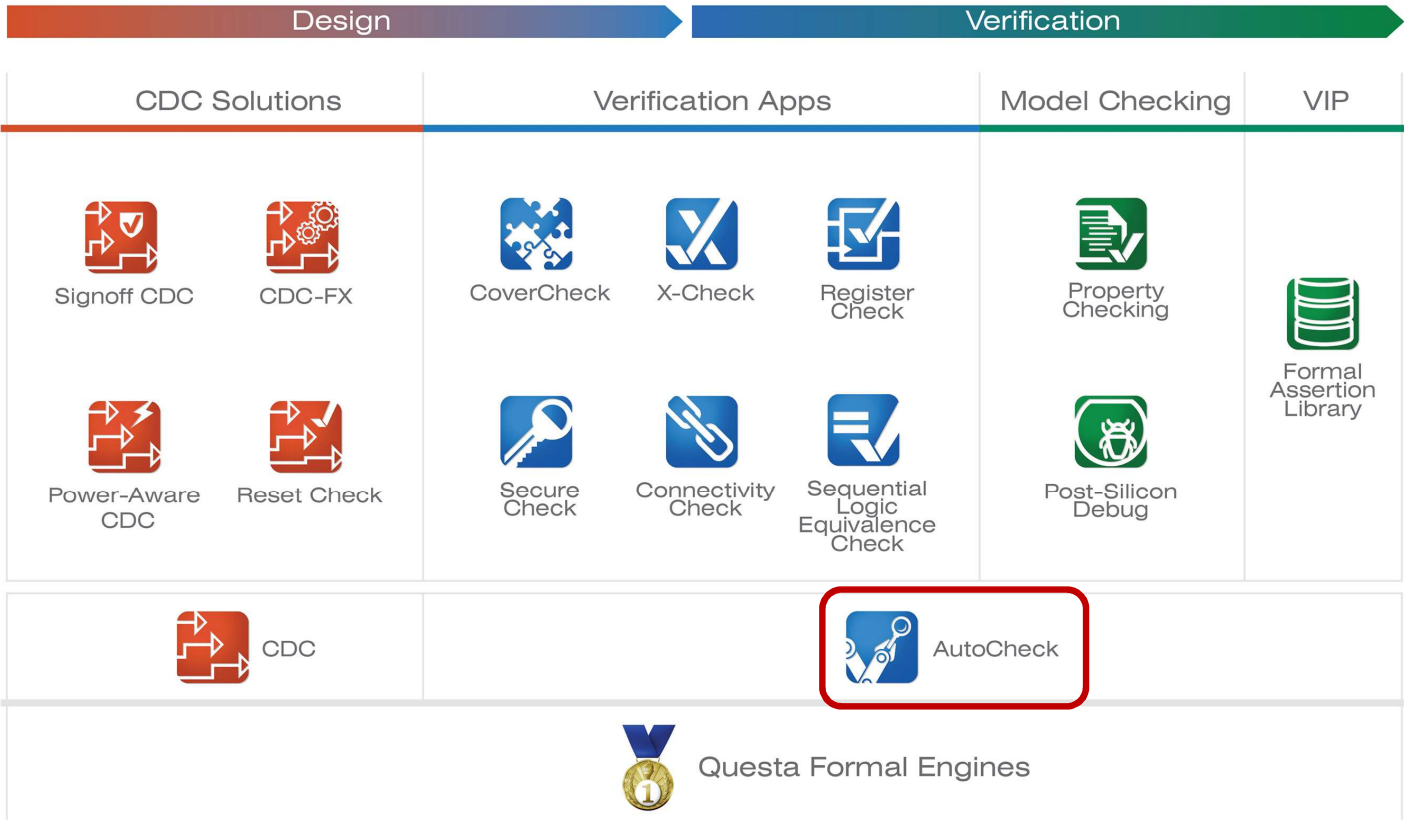 Design
Verification
CDC Solutions
Verification Apps
Model Checking
VIP
Signoff CDC
CDC-FX
CoverCheck
X-Check
Register
Check
Property
Checking
Formal
Assertion
Library
Power-Aware
CDC
Reset Check
Secure
Check
Connectivity
Check
Sequential
Logic
Equivalence
Check
Post-Silicon
Debug
CDC
AutoCheck
1
Questa Formal Engines